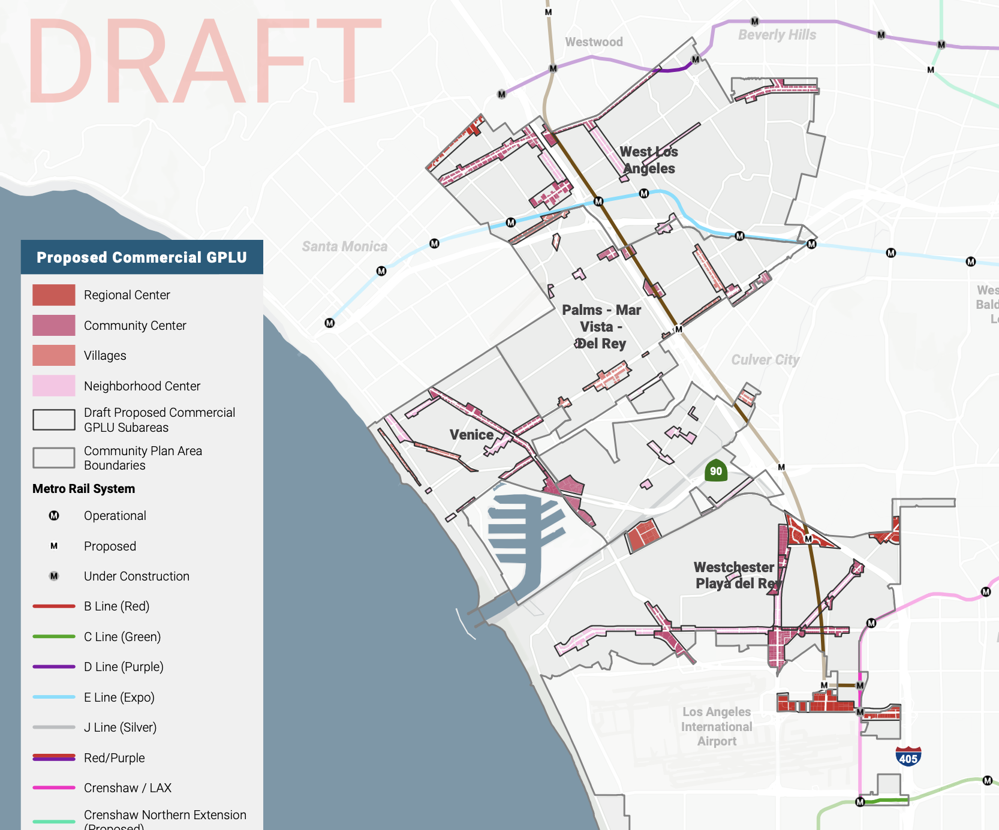 DRAFT
Westwood
Beverly Hills
West Los
Angeles
Santa Monica
Palms - Mar
Vista -
Del Rey
Culver City
Venice
90
Westchester
Playa del Rey
Los Angeles
International
Airport
405
Proposed Commercial GPLU
Regional Center
Community Center
Villages
Neighborhood Center
Draft Proposed Commercial
GPLU Subareas
Community Plan Area
Boundaries
Metro Rail System
M Operational
M Proposed
M Under Construction
B Line (Red)
C Line (Green)
D Line (Purple)
E Line (Expo)
J Line (Silver)
Red/Purple
Crenshaw / LAX
Crenshaw Northern Extension
(Proposed)